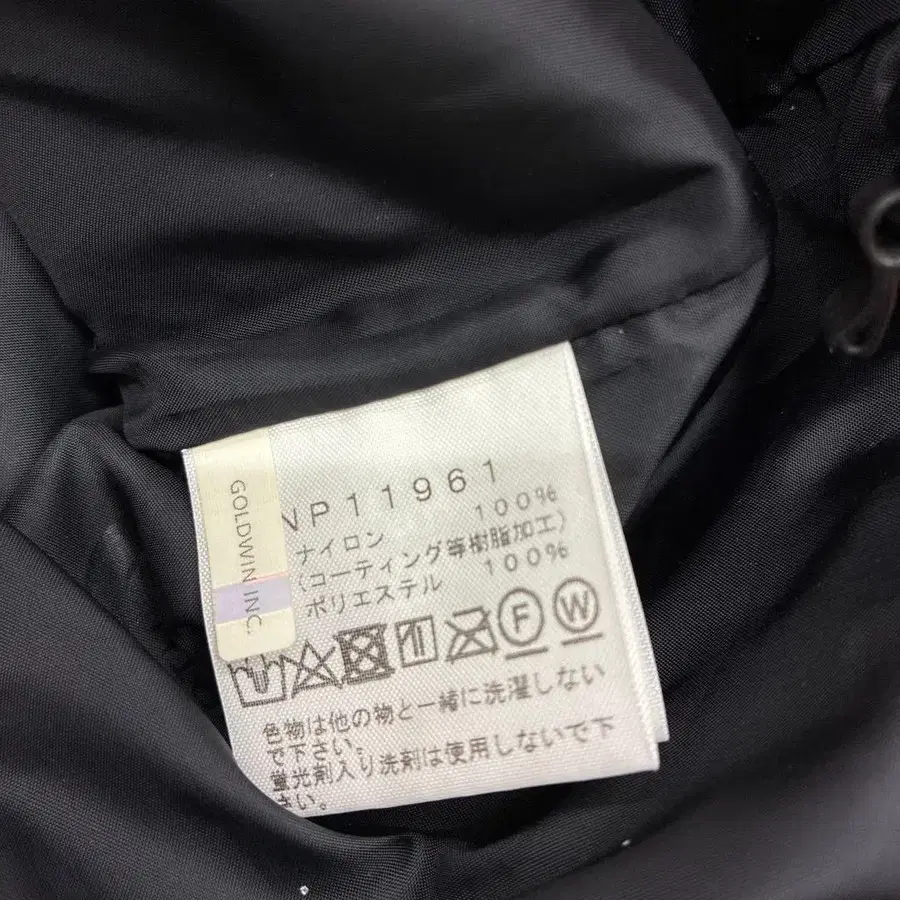 GOLDWIN INC.
NP11961
ナイロン 100%
(コーティング等樹脂加工)
ポリエステル 100%
F W
色物は他の物と一緒に洗濯しない
で下さい。
蛍光剤入り洗剤は使用しないで下
さい。